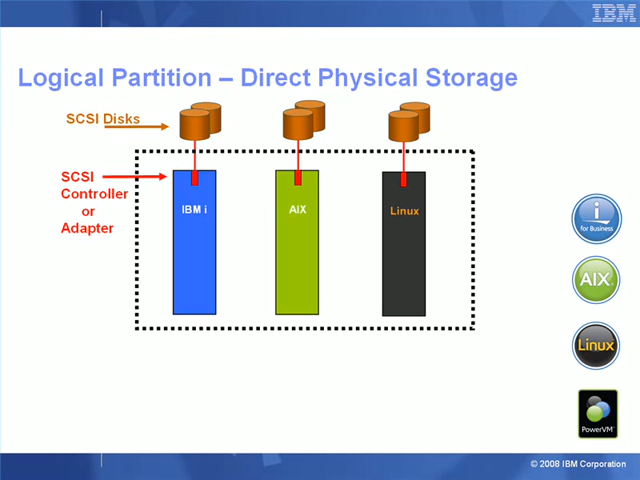 IBM
Logical Partition – Direct Physical Storage
SCSI Disks
SCSI
Controller
or
Adapter
IBM i
AIX
Linux
i
for Business
AIX
Linux
PowerVM
© 2008 IBM Corporation